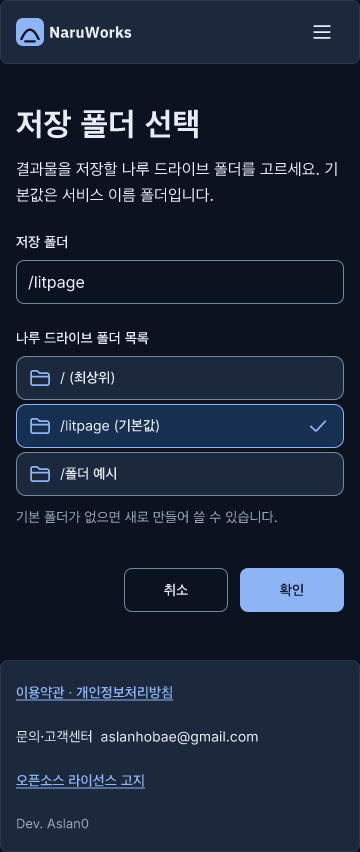 NaruWorks
저장 폴더 선택
결과물을 저장할 나루 드라이브 폴더를 고르세요. 기
본값은 서비스 이름 폴더입니다.
저장 폴더
/litpage
나루 드라이브 폴더 목록
/ (최상위)
/litpage (기본값)
/폴더 예시
기본 폴더가 없으면 새로 만들어 쓸 수 있습니다.
취소
확인
이용약관 · 개인정보처리방침
문의·고객센터 aslanhobae@gmail.com
오픈소스 라이선스 고지
Dev. Aslan0